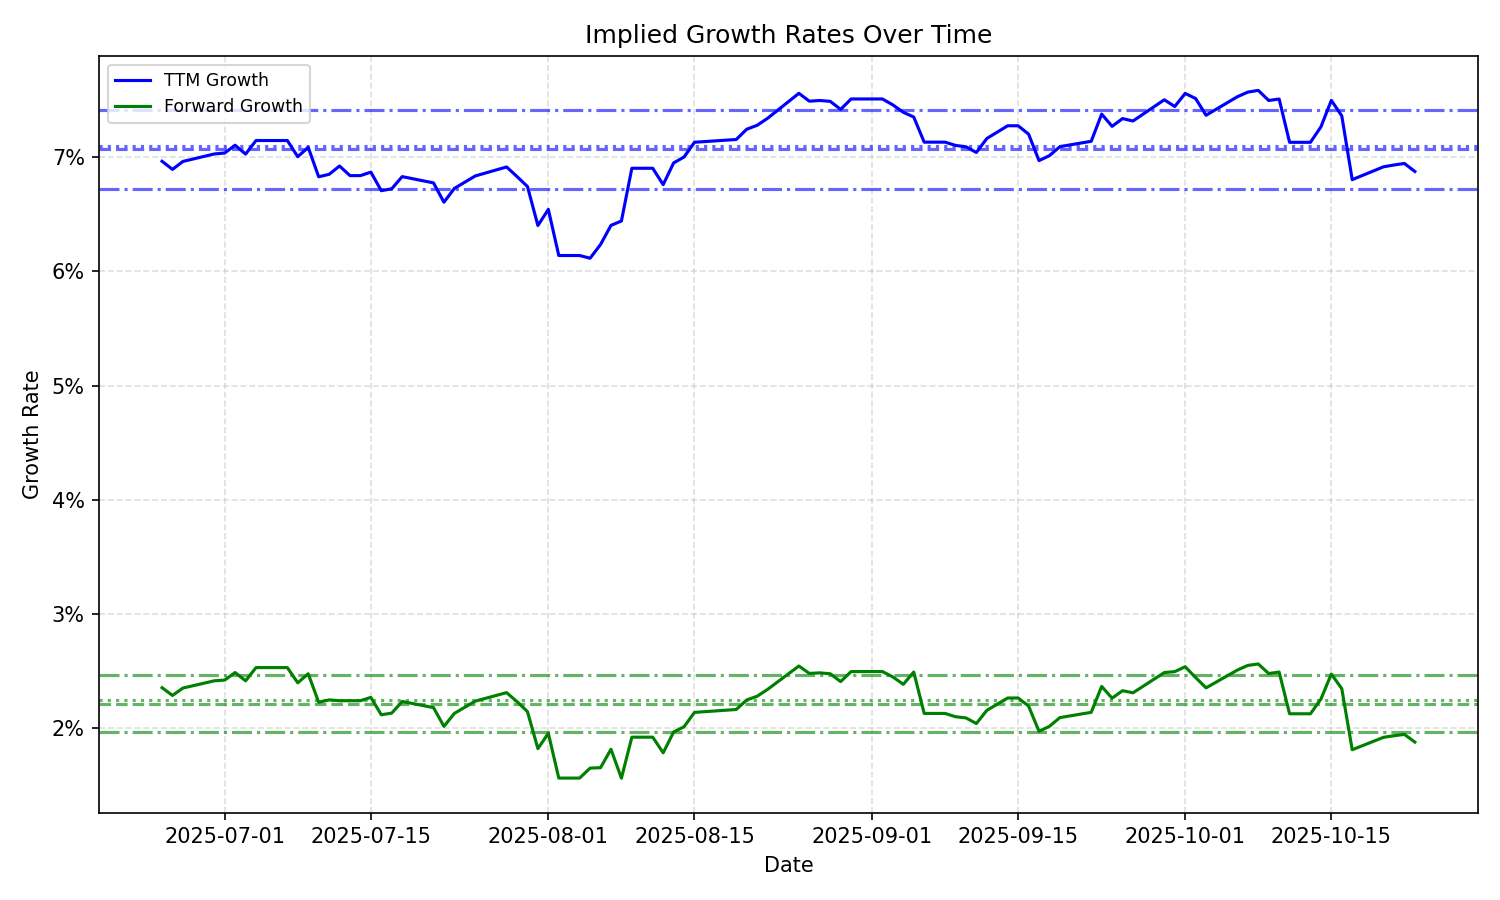 Implied Growth Rates Over Time
TTM Growth
Forward Growth
7%
6%
5%
4%
3%
2%
Growth Rate
2025-07-01
2025-07-15
2025-08-01
2025-08-15
2025-09-01
2025-09-15
2025-10-01
2025-10-15
Date